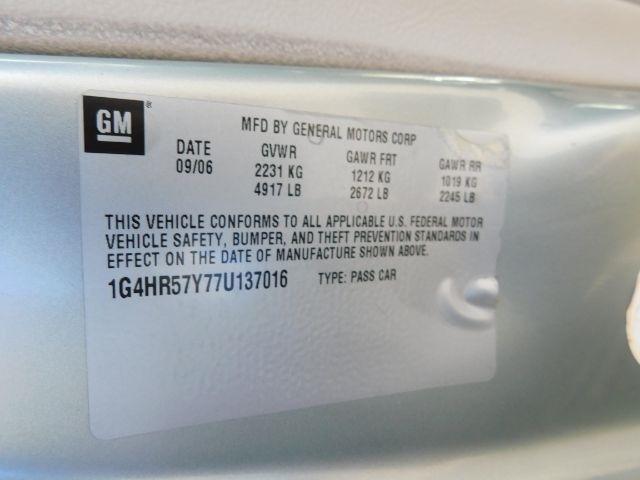 GM
MFD BY GENERAL MOTORS CORP
DATE GVWR GAWR FRT GAWR RR
09/06 2231 KG 1212 KG 1019 KG
4917 LB 2672 LB 2245 LB
THIS VEHICLE CONFORMS TO ALL APPLICABLE U.S. FEDERAL MOTOR
VEHICLE SAFETY, BUMPER, AND THEFT PREVENTION STANDARDS IN
EFFECT ON THE DATE OF MANUFACTURE SHOWN ABOVE.
1G4HR57Y77U137016 TYPE: PASS CAR